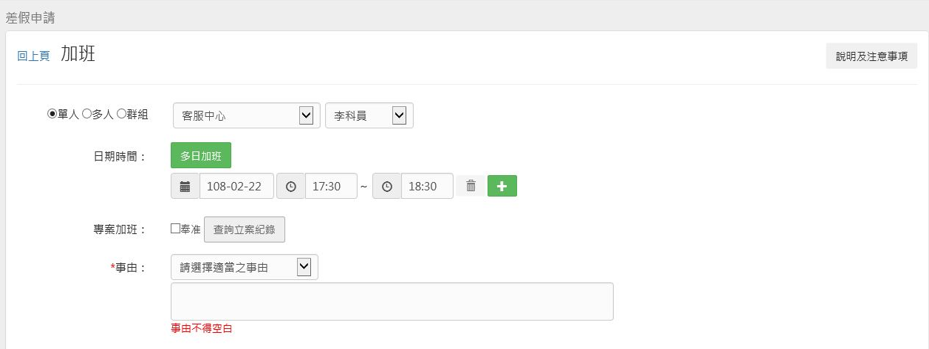 差假申請
回上頁 加班 說明及注意事項
單人 多人 群組 客服中心 李科員
日期時間： 多日加班
108-02-22 17:30 ~ 18:30
專案加班： 奉准 查詢立案紀錄
*事由： 請選擇適當之事由
事由不得空白